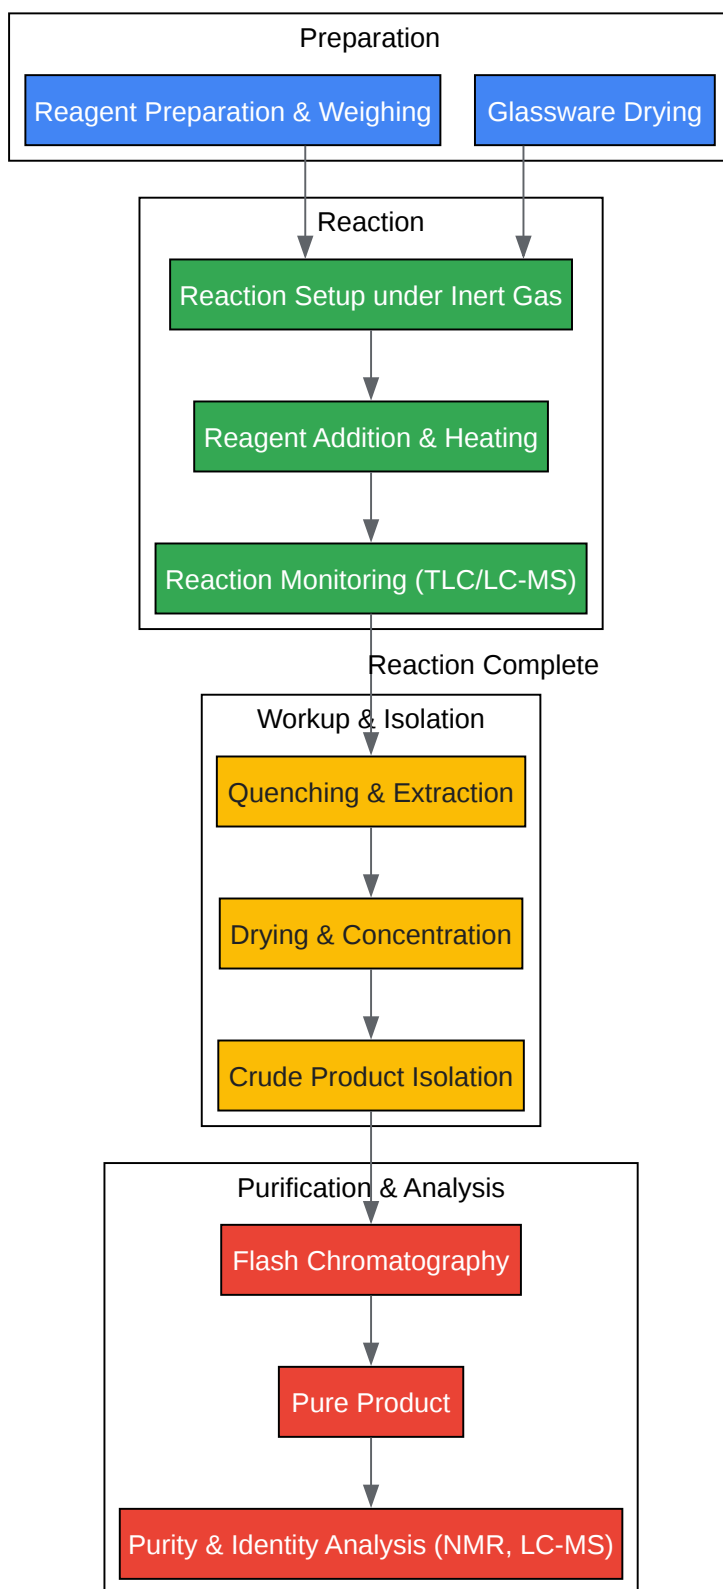 Preparation
Reagent Preparation & Weighing
Glassware Drying
Reaction
Reaction Setup under Inert Gas
Reagent Addition & Heating
Reaction Monitoring (TLC/LC-MS)
Reaction Complete
Workup & Isolation
Quenching & Extraction
Drying & Concentration
Crude Product Isolation
Purification & Analysis
Flash Chromatography
Pure Product
Purity & Identity Analysis (NMR, LC-MS)